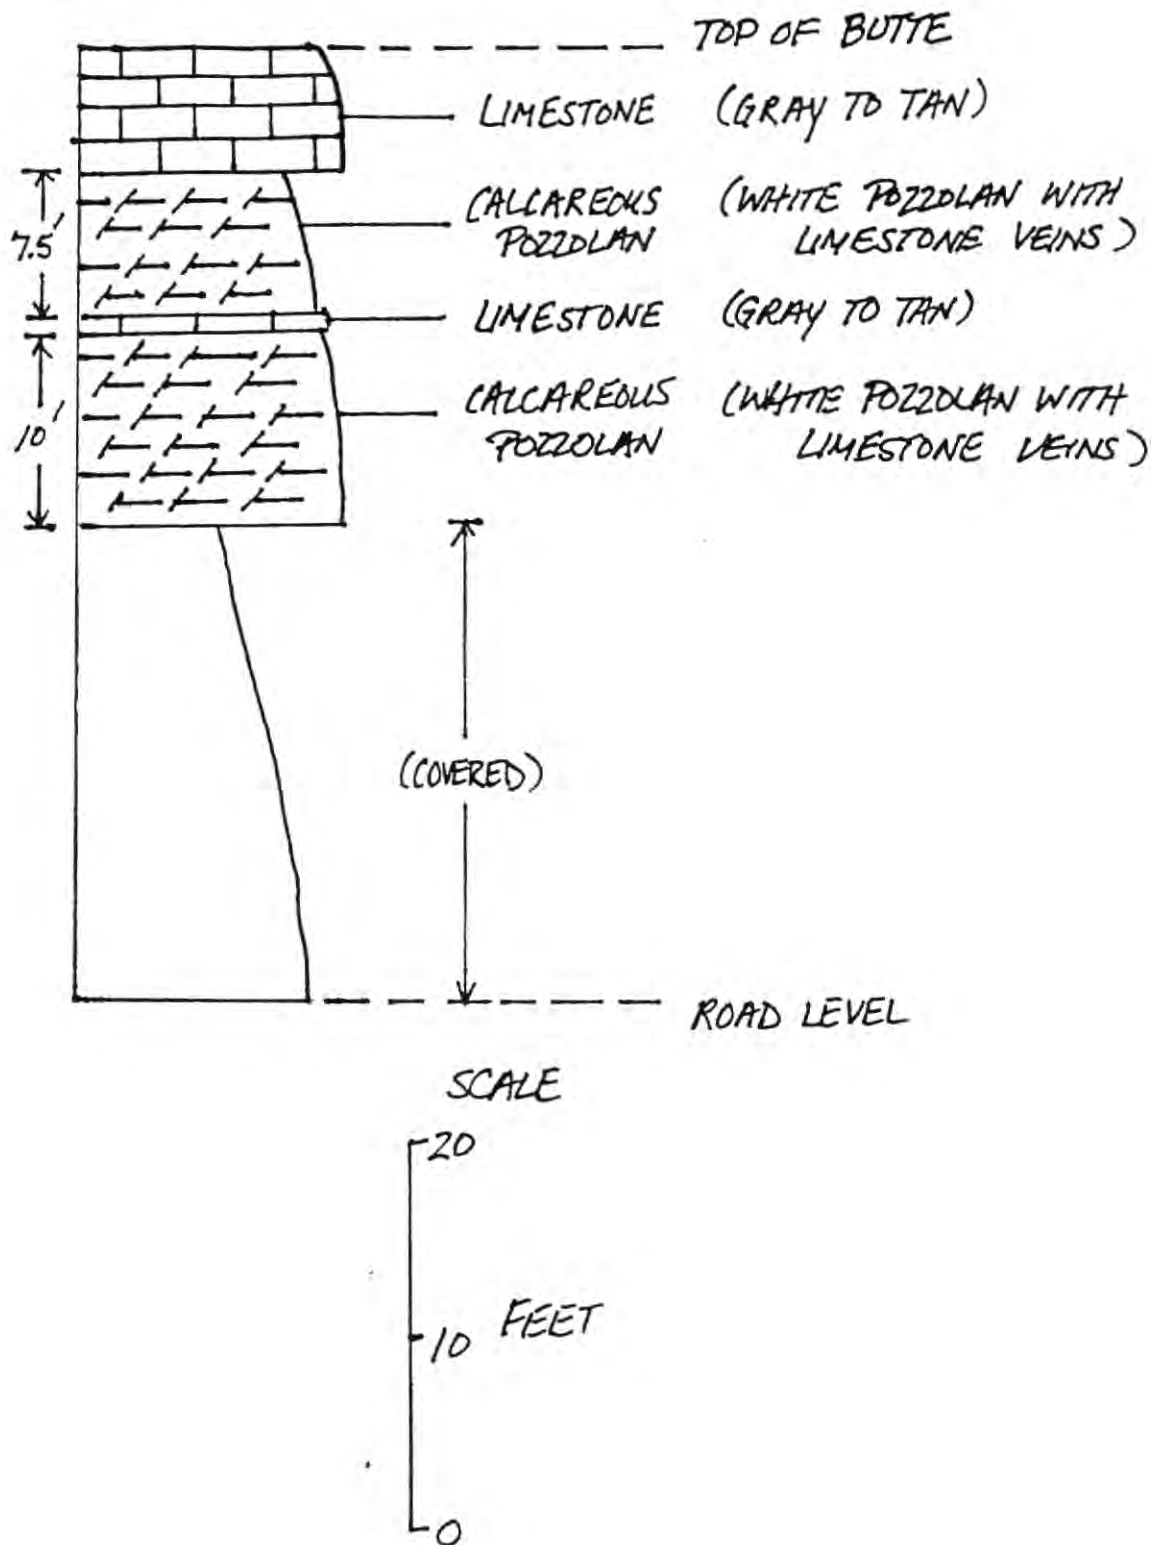 TOP OF BUTTE
LIMESTONE (GRAY TO TAN)
7.5'
CALCAREOUS (WHITE POZZOLAN WITH
POZZOLAN LIMESTONE VEINS)
LIMESTONE (GRAY TO TAN)
10'
CALCAREOUS (WHITE POZZOLAN WITH
POZZOLAN LIMESTONE VEINS)
(COVERED)
ROAD LEVEL
SCALE
20
10 FEET
0